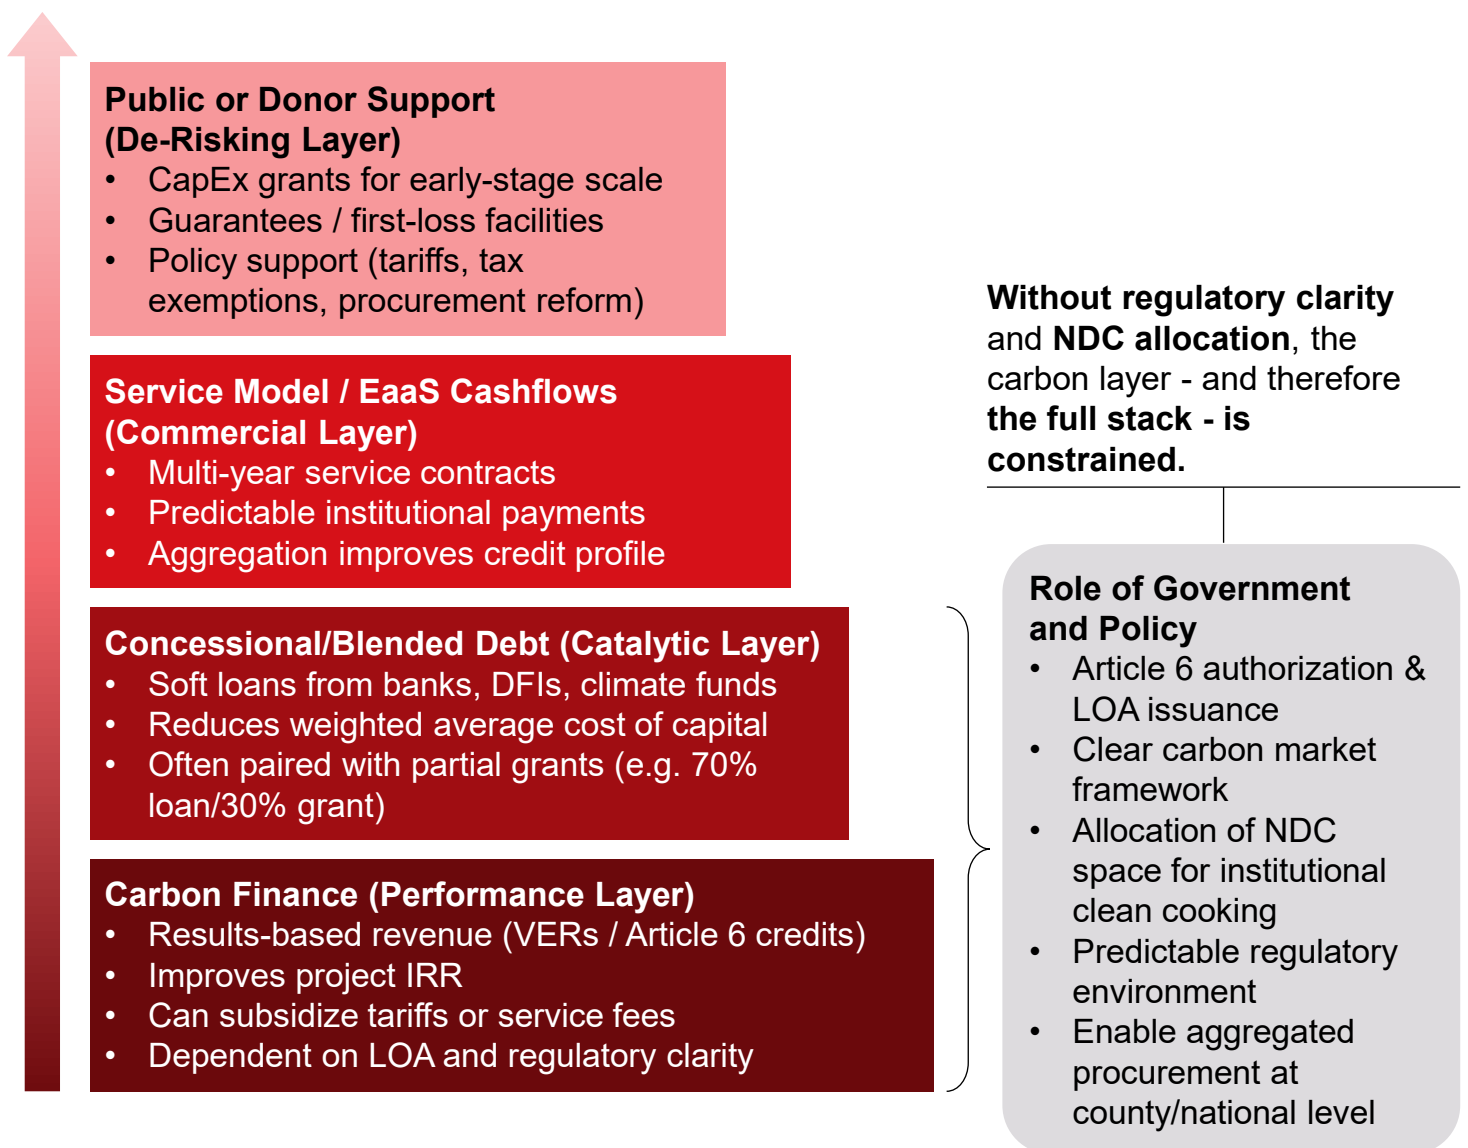 Public or Donor Support
(De-Risking Layer)
• CapEx grants for early-stage scale
• Guarantees / first-loss facilities
• Policy support (tariffs, tax
exemptions, procurement reform)
Service Model / EaaS Cashflows
(Commercial Layer)
• Multi-year service contracts
• Predictable institutional payments
• Aggregation improves credit profile
Concessional/Blended Debt (Catalytic Layer)
• Soft loans from banks, DFIs, climate funds
• Reduces weighted average cost of capital
• Often paired with partial grants (e.g. 70%
loan/30% grant)
Carbon Finance (Performance Layer)
• Results-based revenue (VERs / Article 6 credits)
• Improves project IRR
• Can subsidize tariffs or service fees
• Dependent on LOA and regulatory clarity
Without regulatory clarity
and NDC allocation, the
carbon layer - and therefore
the full stack - is
constrained.
Role of Government
and Policy
• Article 6 authorization &
LOA issuance
• Clear carbon market
framework
• Allocation of NDC
space for institutional
clean cooking
• Predictable regulatory
environment
• Enable aggregated
procurement at
county/national level